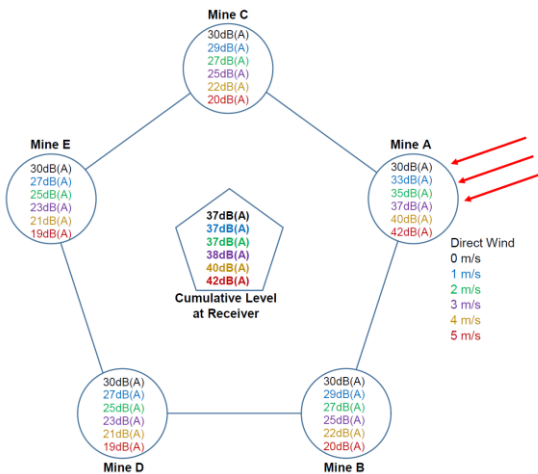 Mine C
30dB(A)
29dB(A)
27dB(A)
25dB(A)
22dB(A)
20dB(A)
Mine E
30dB(A)
27dB(A)
25dB(A)
23dB(A)
21dB(A)
19dB(A)
Mine A
30dB(A)
33dB(A)
35dB(A)
37dB(A)
40dB(A)
42dB(A)
37dB(A)
37dB(A)
37dB(A)
38dB(A)
40dB(A)
42dB(A)
Cumulative Level
at Receiver
Direct Wind
0 m/s
1 m/s
2 m/s
3 m/s
4 m/s
5 m/s
30dB(A)
27dB(A)
25dB(A)
23dB(A)
21dB(A)
19dB(A)
Mine D
30dB(A)
29dB(A)
27dB(A)
25dB(A)
22dB(A)
20dB(A)
Mine B